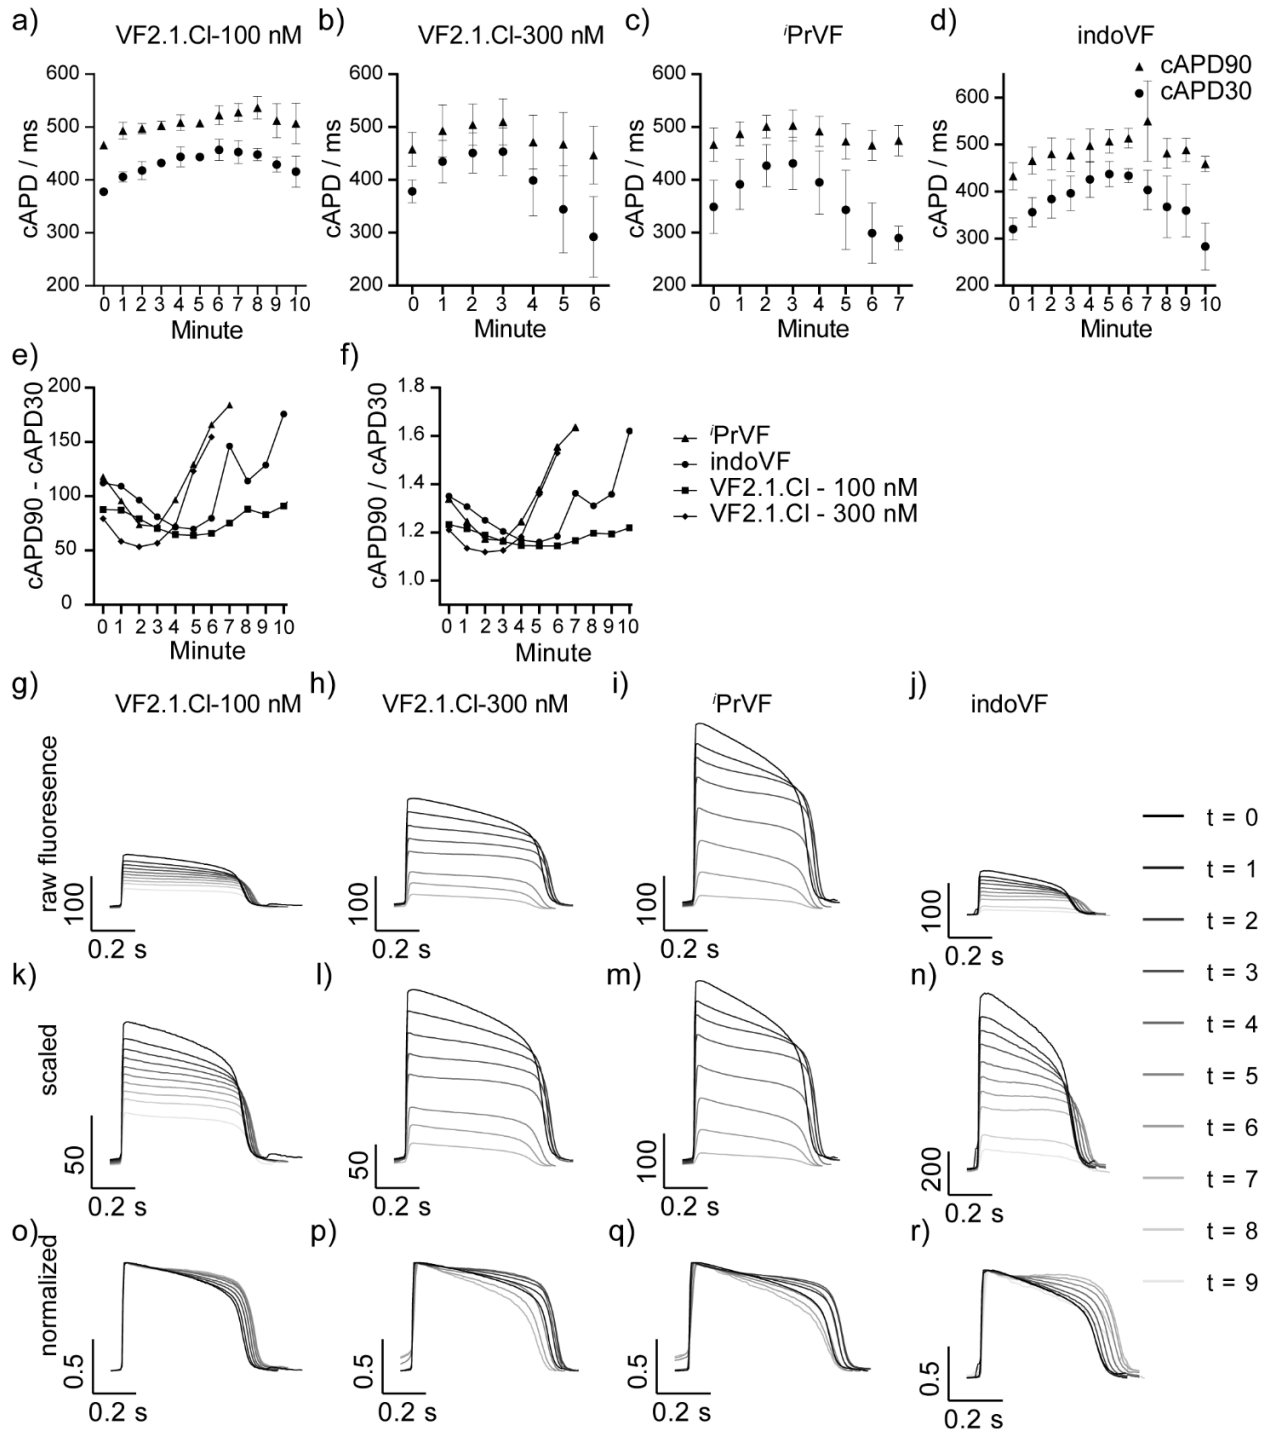 a)
VF2.1.Cl-100 nM
b)
VF2.1.Cl-300 nM
c)
iPrVF
d)
indoVF
cAPD90
cAPD30
cAPD / ms
600
500
400
300
200
0 1 2 3 4 5 6 7 8 9 10
Minute
cAPD / ms
600
500
400
300
200
0 1 2 3 4 5 6
Minute
cAPD / ms
600
500
400
300
200
0 1 2 3 4 5 6 7
Minute
cAPD / ms
600
500
400
300
200
0 1 2 3 4 5 6 7 8 9 10
Minute
e)
cAPD90 - cAPD30
200
150
100
50
0
0 1 2 3 4 5 6 7 8 9 10
Minute
f)
cAPD90 / cAPD30
1.8
1.6
1.4
1.2
1.0
0 1 2 3 4 5 6 7 8 9 10
Minute
iPrVF
indoVF
VF2.1.Cl - 100 nM
VF2.1.Cl - 300 nM
g)
VF2.1.Cl-100 nM
h)
VF2.1.Cl-300 nM
i)
iPrVF
j)
indoVF
raw fluoresence
100
0.2 s
100
0.2 s
100
0.2 s
100
0.2 s
k)
l)
m)
n)
scaled
50
0.2 s
50
0.2 s
100
0.2 s
200
0.2 s
o)
p)
q)
r)
normalized
0.5
0.2 s
0.5
0.2 s
0.5
0.2 s
0.5
0.2 s
t = 0
t = 1
t = 2
t = 3
t = 4
t = 5
t = 6
t = 7
t = 8
t = 9